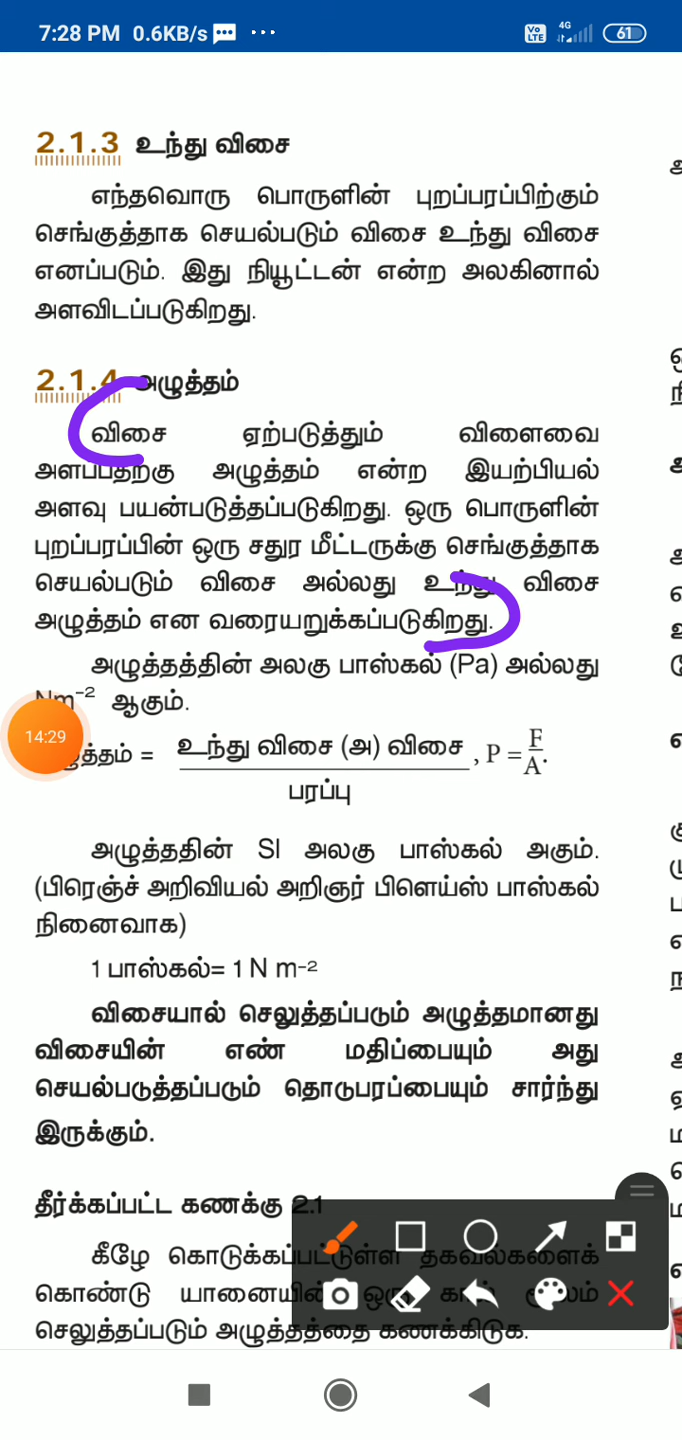 7:28 PM 0.6KB/s
Vo LTE 4G 61
2.1.3 உந்து விசை
எந்தவொரு பொருளின் புறப்பரப்பிற்கும்
செங்குத்தாக செயல்படும் விசை உந்து விசை
எனப்படும். இது நியூட்டன் என்ற அலகினால்
அளவிடப்படுகிறது.
2.1.4 அழுத்தம்
விசை ஏற்படுத்தும் விளைவை
அளப்பதற்கு அழுத்தம் என்ற இயற்பியல்
அளவு பயன்படுத்தப்படுகிறது. ஒரு பொருளின்
புறப்பரப்பின் ஒரு சதுர மீட்டருக்கு செங்குத்தாக
செயல்படும் விசை அல்லது உந்து விசை
அழுத்தம் என வரையறுக்கப்படுகிறது.
அழுத்தத்தின் அலகு பாஸ்கல் (Pa) அல்லது
Nm⁻² ஆகும்.
14:29
= உந்து விசை (அ) விசை / பரப்பு , P = F/A.
அழுத்ததின் SI அலகு பாஸ்கல் அகும்.
(பிரெஞ்ச் அறிவியல் அறிஞர் பிளெய்ஸ் பாஸ்கல்
நினைவாக)
1 பாஸ்கல்= 1 N m⁻²
விசையால் செலுத்தப்படும் அழுத்தமானது
விசையின் எண் மதிப்பையும் அது
செயல்படுத்தப்படும் தொடுபரப்பையும் சார்ந்து
இருக்கும்.
தீர்க்கப்பட்ட கணக்கு 2.1
கீழே கொடுக்கப்பட்டுள்ள தகவல்களைக்
கொண்டு யானையின் ஒரு கால் மூலம்
செலுத்தப்படும் அழுத்தத்தை கணக்கிடுக.